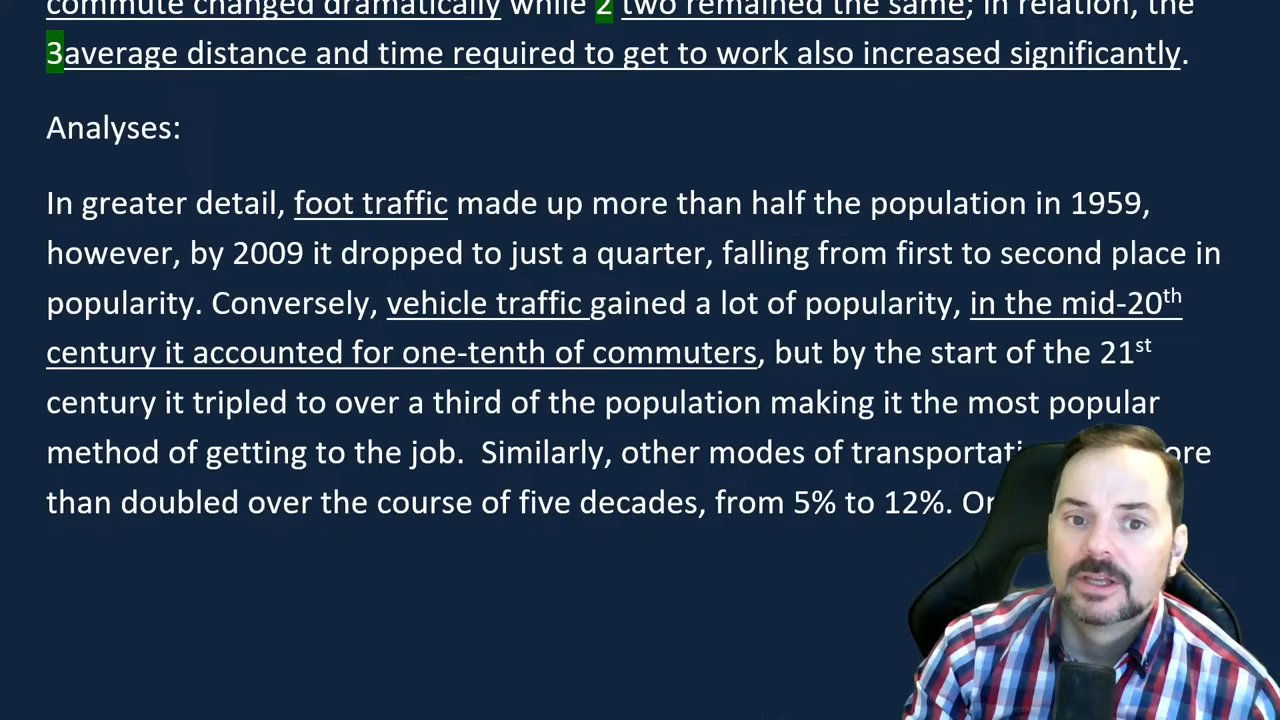 commute changed dramatically while 2 two remained the same; in relation, the
3average distance and time required to get to work also increased significantly.
Analyses:
In greater detail, foot traffic made up more than half the population in 1959,
however, by 2009 it dropped to just a quarter, falling from first to second place in
popularity. Conversely, vehicle traffic gained a lot of popularity, in the mid-20th
century it accounted for one-tenth of commuters, but by the start of the 21st
century it tripled to over a third of the population making it the most popular
method of getting to the job. Similarly, other modes of
than doubled over the course of five decades, from 5% to 12%.